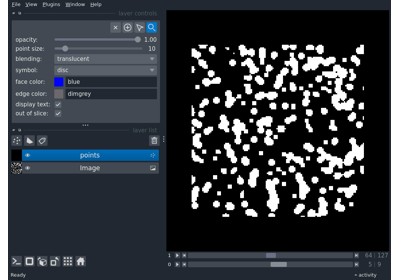 File View Plugins Window Help
layer controls
opacity: 1.00
point size: 10
blending: translucent
symbol: disc
face color: blue
edge color: dimgrey
display text:
out of slice:
layer list
points
Image
1 64 127
0 5 9
Ready activity